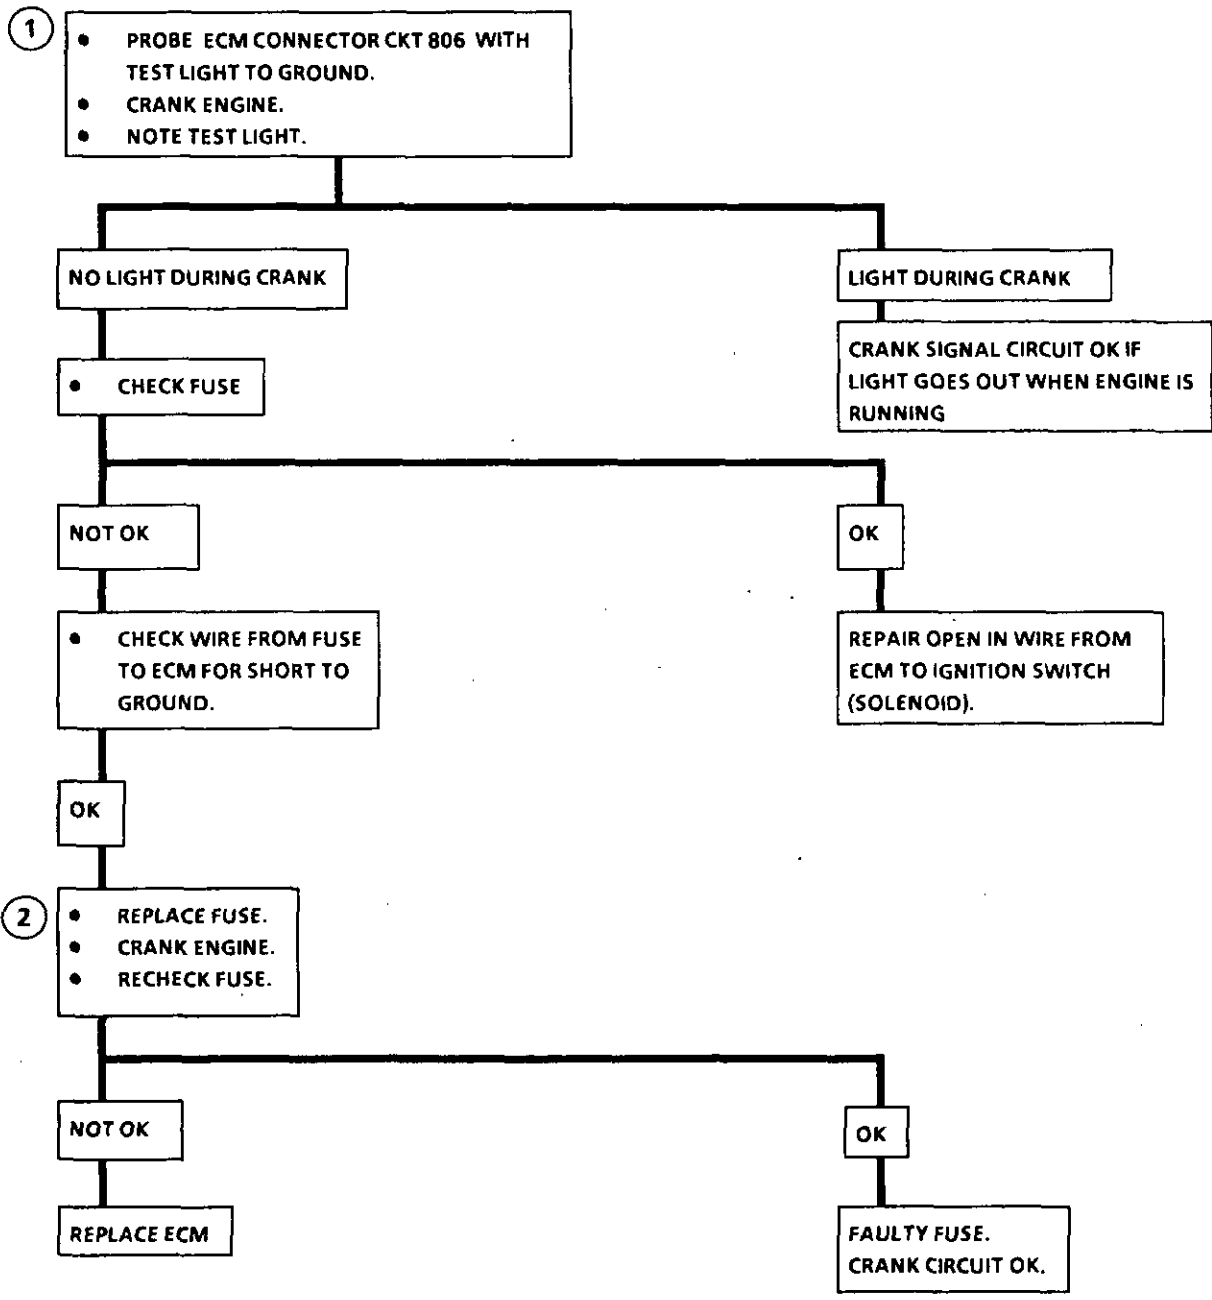 1
• PROBE ECM CONNECTOR CKT 806 WITH
TEST LIGHT TO GROUND.
• CRANK ENGINE.
• NOTE TEST LIGHT.
NO LIGHT DURING CRANK
LIGHT DURING CRANK
CRANK SIGNAL CIRCUIT OK IF
LIGHT GOES OUT WHEN ENGINE IS
RUNNING
• CHECK FUSE
NOT OK
OK
• CHECK WIRE FROM FUSE
TO ECM FOR SHORT TO
GROUND.
REPAIR OPEN IN WIRE FROM
ECM TO IGNITION SWITCH
(SOLENOID).
OK
2
• REPLACE FUSE.
• CRANK ENGINE.
• RECHECK FUSE.
NOT OK
OK
REPLACE ECM
FAULTY FUSE.
CRANK CIRCUIT OK.